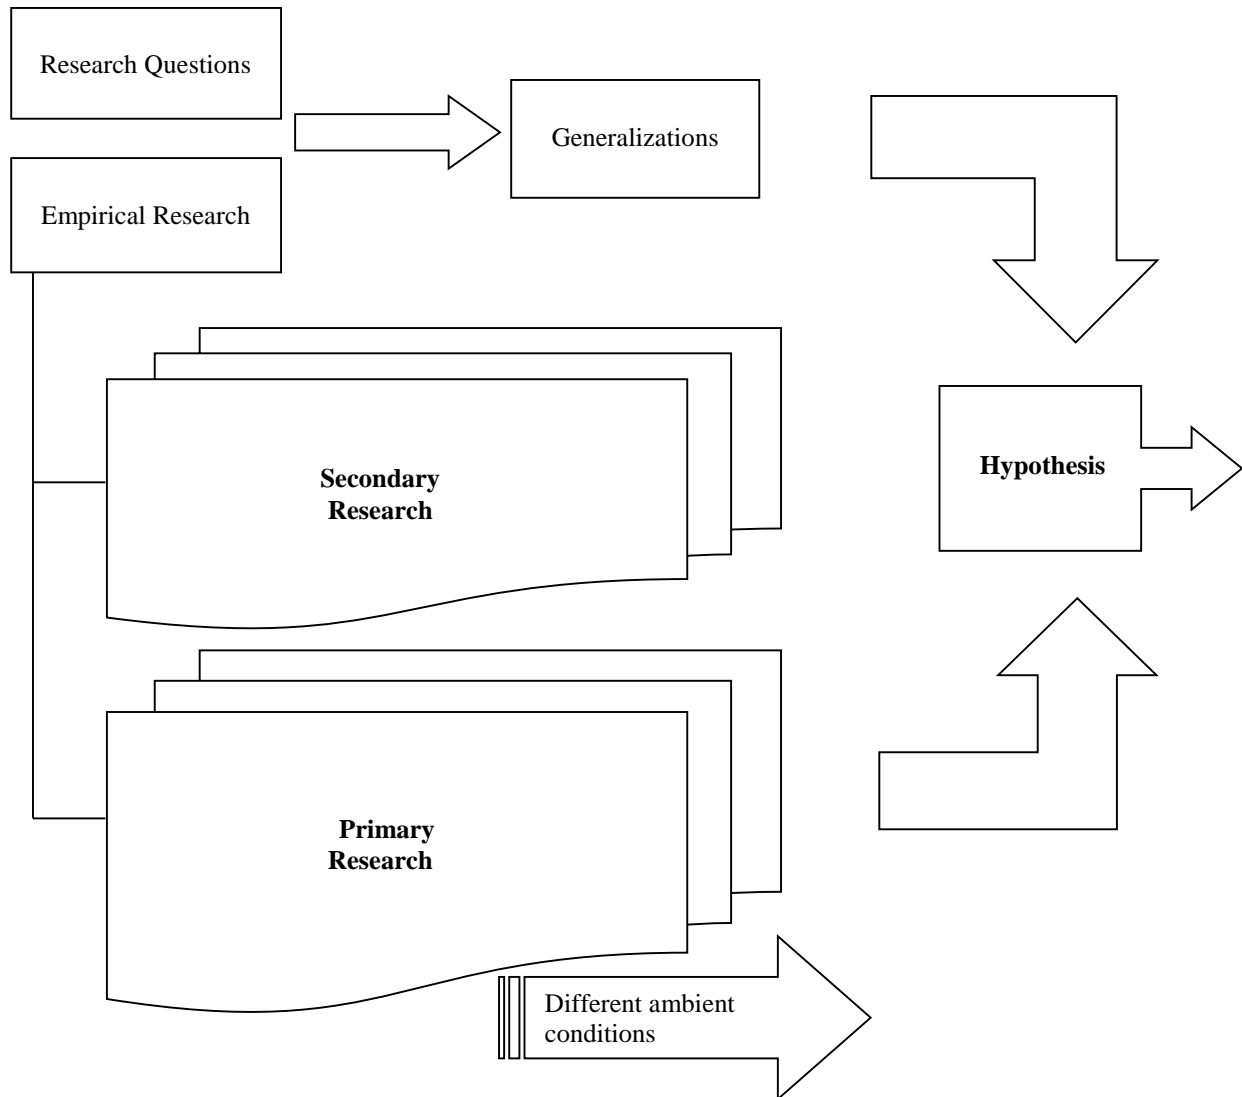 Research Questions
Generalizations
Empirical Research
Secondary
Research
Hypothesis
Primary
Research
Different ambient
conditions